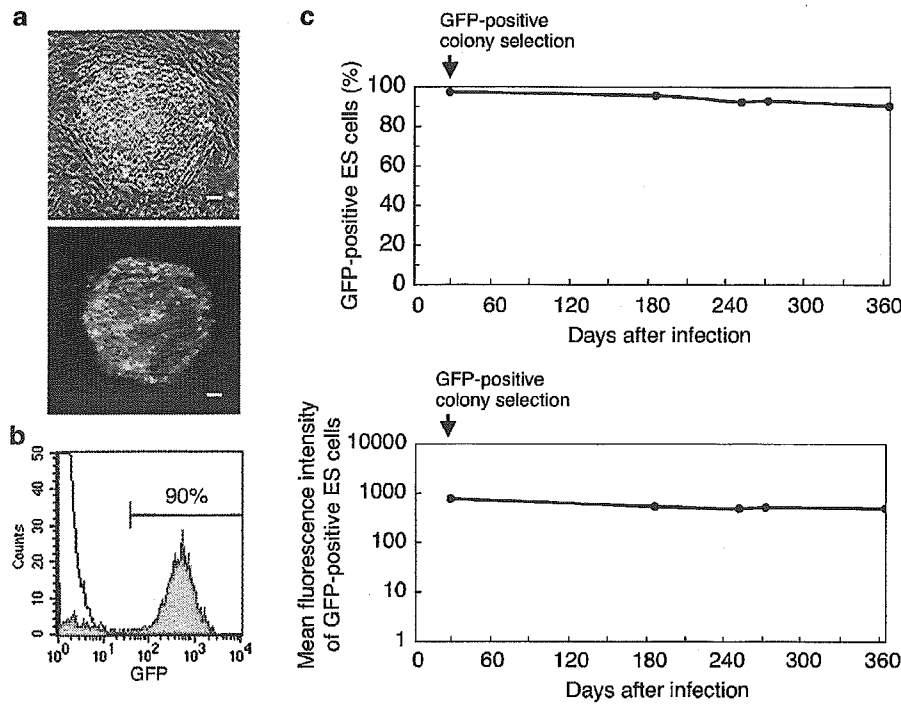 a
b
50
40
30
20
10
0
Counts
90%
10^0 10^1 10^2 10^3 10^4
GFP
c
GFP-positive
colony selection
GFP-positive ES cells (%)
100
80
60
40
20
0
0 60 120 180 240 300 360
Days after infection
GFP-positive
colony selection
Mean fluorescence intensity
of GFP-positive ES cells
10000
1000
100
10
1
0 60 120 180 240 300 360
Days after infection